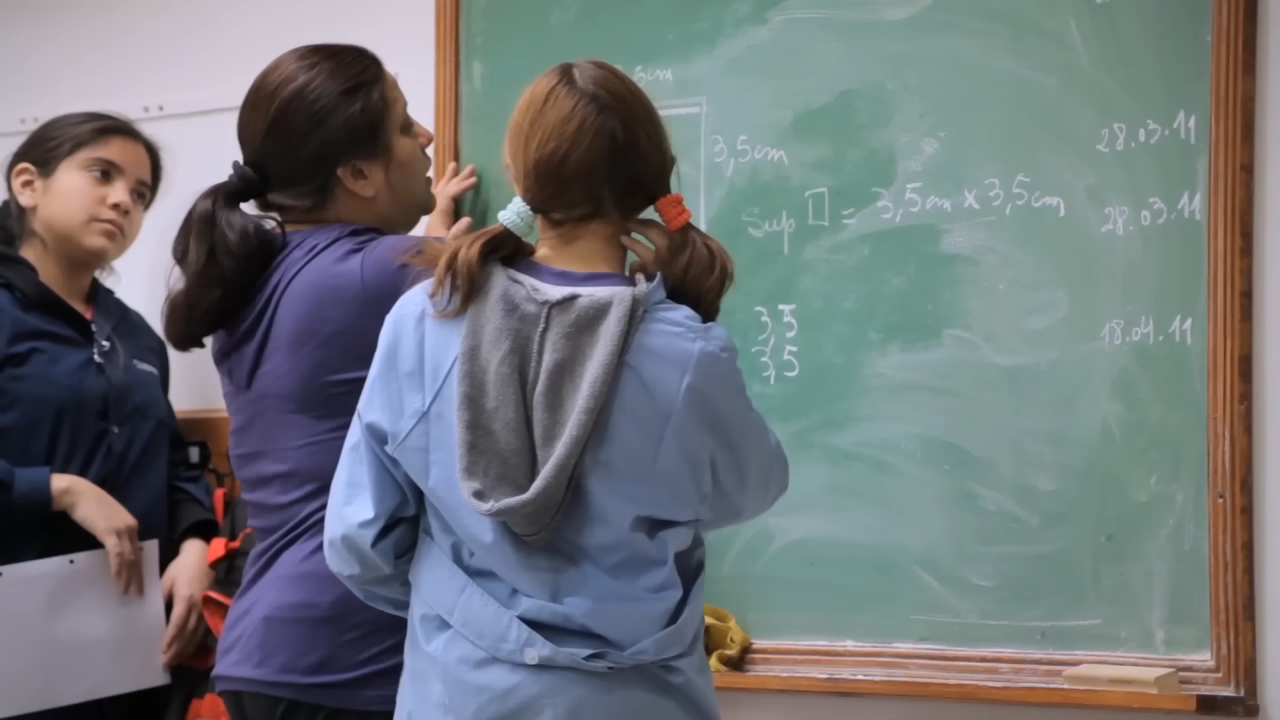 5cm
3,5cm
Sup □ = 3,5cm x 3,5cm
3,5
3,5
28.03.11
28.03.11
18.04.11